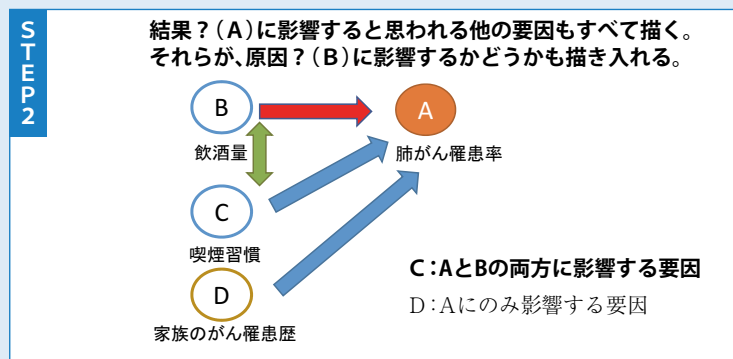 STEP2
結果？（A）に影響すると思われる他の要因もすべて描く。
それらが、原因？（B）に影響するかどうかも描き入れる。
B
A
飲酒量
肺がん罹患率
C
喫煙習慣
C：AとBの両方に影響する要因
D
D：Aにのみ影響する要因
家族のがん罹患歴